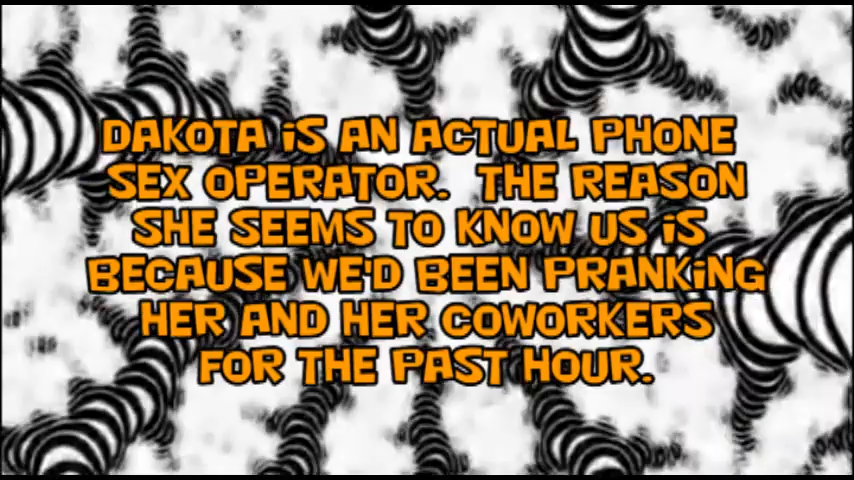 DAKOTA iS AN ACTUAL PHONE
SEX OPERATOR. THE REASON
SHE SEEMS TO KNOW US iS
BECAUSE WE'D BEEN PRANKiNG
HER AND HER COWORKERS
FOR THE PAST HOUR.